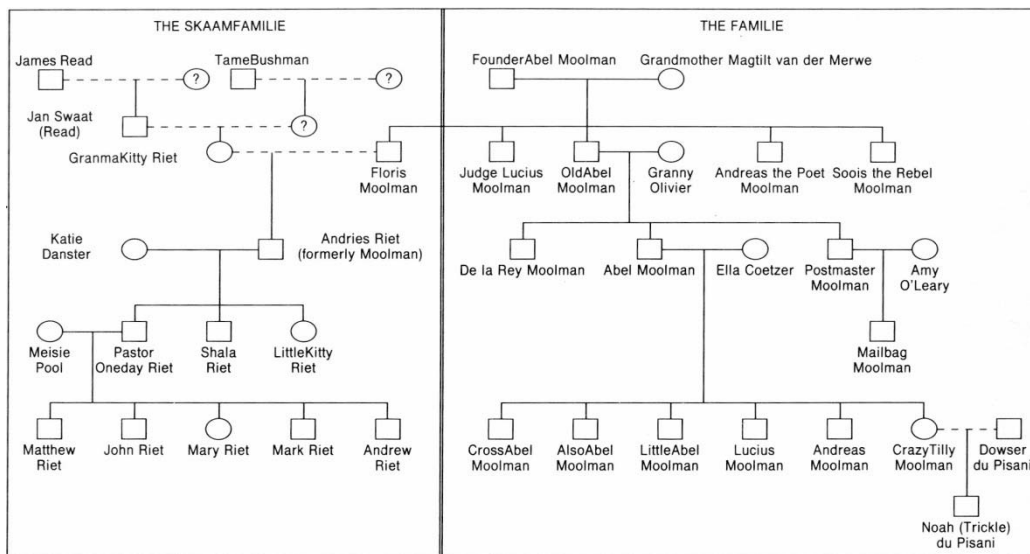 THE SKAAMFAMILIE
THE FAMILIE
James Read
TameBushman
?
?
Jan Swaat
(Read)
?
GranmaKitty Riet
Katie
Danster
Andries Riet
(formerly Moolman)
Meisie
Pool
Pastor
Oneday Riet
Shala
Riet
LittleKitty
Riet
Matthew
Riet
John Riet
Mary Riet
Mark Riet
Andrew
Riet
FounderAbel Moolman
Grandmother Magtilt van der Merwe
Floris
Moolman
Judge Lucius
Moolman
OldAbel
Moolman
Granny
Olivier
Andreas the Poet
Moolman
Soois the Rebel
Moolman
De la Rey Moolman
Abel Moolman
Ella Coetzer
Postmaster
Moolman
Amy
O'Leary
Mailbag
Moolman
CrossAbel
Moolman
AlsoAbel
Moolman
LittleAbel
Moolman
Lucius
Moolman
Andreas
Moolman
CrazyTilly
Moolman
Dowser
du Pisani
Noah (Trickle)
du Pisani